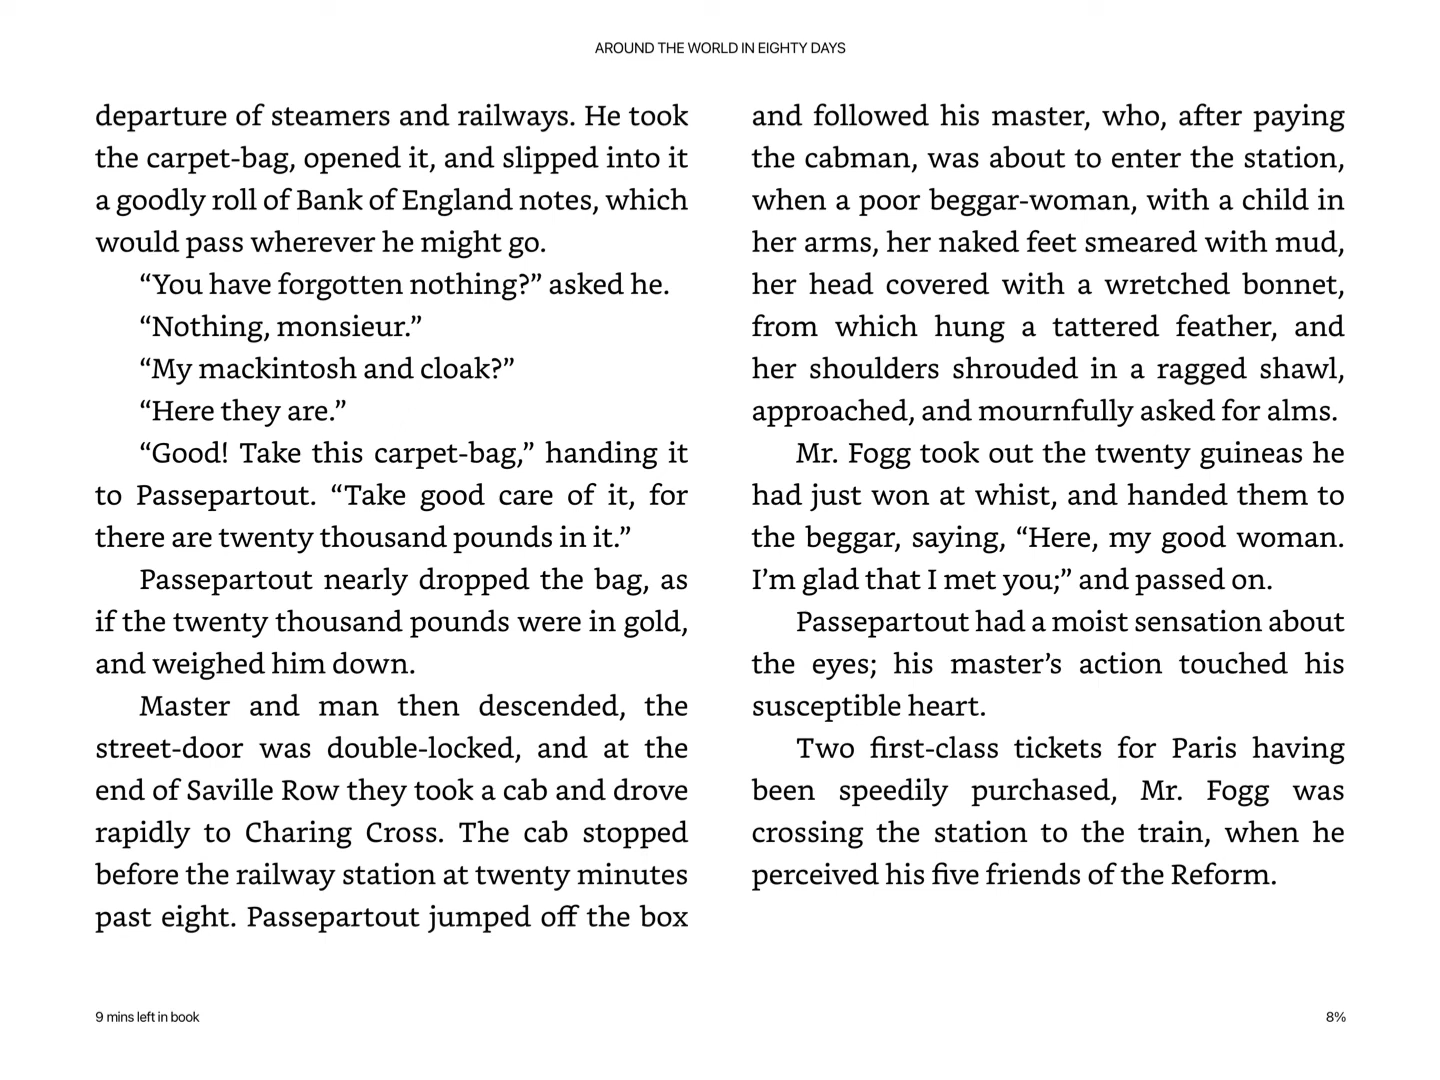 AROUND THE WORLD IN EIGHTY DAYS
departure of steamers and railways. He took
the carpet-bag, opened it, and slipped into it
a goodly roll of Bank of England notes, which
would pass wherever he might go.
“You have forgotten nothing?” asked he.
“Nothing, monsieur.”
“My mackintosh and cloak?”
“Here they are.”
“Good! Take this carpet-bag,” handing it
to Passepartout. “Take good care of it, for
there are twenty thousand pounds in it.”
Passepartout nearly dropped the bag, as
if the twenty thousand pounds were in gold,
and weighed him down.
Master and man then descended, the
street-door was double-locked, and at the
end of Saville Row they took a cab and drove
rapidly to Charing Cross. The cab stopped
before the railway station at twenty minutes
past eight. Passepartout jumped off the box
and followed his master, who, after paying
the cabman, was about to enter the station,
when a poor beggar-woman, with a child in
her arms, her naked feet smeared with mud,
her head covered with a wretched bonnet,
from which hung a tattered feather, and
her shoulders shrouded in a ragged shawl,
approached, and mournfully asked for alms.
Mr. Fogg took out the twenty guineas he
had just won at whist, and handed them to
the beggar, saying, “Here, my good woman.
I’m glad that I met you;” and passed on.
Passepartout had a moist sensation about
the eyes; his master’s action touched his
susceptible heart.
Two first-class tickets for Paris having
been speedily purchased, Mr. Fogg was
crossing the station to the train, when he
perceived his five friends of the Reform.
9 mins left in book
8%